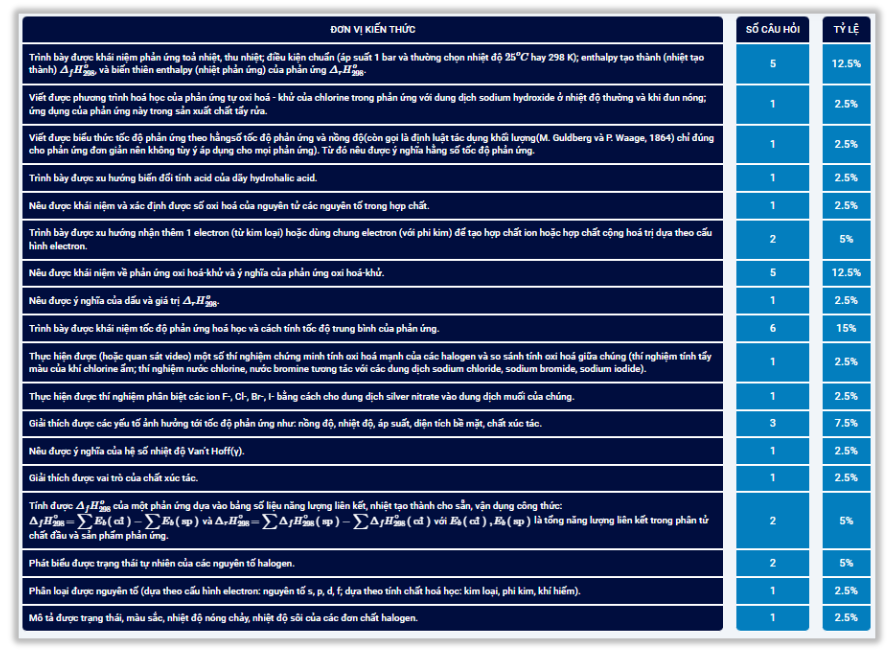 ĐƠN VỊ KIẾN THỨC SỐ CÂU HỎI TỶ LỆ
Trình bày được khái niệm phản ứng toả nhiệt, thu nhiệt; điều kiện chuẩn (áp suất 1 bar và thường chọn nhiệt độ 25°C hay 298 K); enthalpy tạo thành (nhiệt tạo
thành) Δ_fH°₂₉₈, và biến thiên enthalpy (nhiệt phản ứng) của phản ứng Δ_rH°₂₉₈. 5 12.5%
Viết được phương trình hoá học của phản ứng tự oxi hoá - khử của chlorine trong phản ứng với dung dịch sodium hydroxide ở nhiệt độ thường và khi đun nóng;
ứng dụng của phản ứng này trong sản xuất chất tẩy rửa. 1 2.5%
Viết được biểu thức tốc độ phản ứng theo hằngsố tốc độ phản ứng và nồng độ(còn gọi là định luật tác dụng khối lượng(M. Guldberg và P. Waage, 1864) chỉ đúng
cho phản ứng đơn giản nên không tùy ý áp dụng cho mọi phản ứng). Từ đó nêu được ý nghĩa hằng số tốc độ phản ứng. 1 2.5%
Trình bày được xu hướng biến đổi tính acid của dãy hydrohalic acid. 1 2.5%
Nêu được khái niệm và xác định được số oxi hoá của nguyên tử các nguyên tố trong hợp chất. 1 2.5%
Trình bày được xu hướng nhận thêm 1 electron (từ kim loại) hoặc dùng chung electron (với phi kim) để tạo hợp chất ion hoặc hợp chất cộng hoá trị dựa theo cấu
hình electron. 2 5%
Nêu được khái niệm về phản ứng oxi hoá-khử và ý nghĩa của phản ứng oxi hoá-khử. 5 12.5%
Nêu được ý nghĩa của dấu và giá trị Δ_rH°₂₉₈. 1 2.5%
Trình bày được khái niệm tốc độ phản ứng hoá học và cách tính tốc độ trung bình của phản ứng. 6 15%
Thực hiện được (hoặc quan sát video) một số thí nghiệm chứng minh tính oxi hoá mạnh của các halogen và so sánh tính oxi hoá giữa chúng (thí nghiệm tính tẩy
màu của khí chlorine ẩm; thí nghiệm nước chlorine, nước bromine tương tác với các dung dịch sodium chloride, sodium bromide, sodium iodide). 1 2.5%
Thực hiện được thí nghiệm phân biệt các ion F-, Cl-, Br-, I- bằng cách cho dung dịch silver nitrate vào dung dịch muối của chúng. 1 2.5%
Giải thích được các yếu tố ảnh hưởng tới tốc độ phản ứng như: nồng độ, nhiệt độ, áp suất, diện tích bề mặt, chất xúc tác. 3 7.5%
Nêu được ý nghĩa của hệ số nhiệt độ Van't Hoff(γ). 1 2.5%
Giải thích được vai trò của chất xúc tác. 1 2.5%
Tính được Δ_fH°₂₉₈ của một phản ứng dựa vào bảng số liệu năng lượng liên kết, nhiệt tạo thành cho sẵn, vận dụng công thức:
Δ_fH°₂₉₈ = ∑E_b(cđ) − ∑E_b(sp) và Δ_rH°₂₉₈ = ∑Δ_fH°₂₉₈(sp) − ∑Δ_fH°₂₉₈(cđ) với E_b(cđ), E_b(sp) là tổng năng lượng liên kết trong phân tử
chất đầu và sản phẩm phản ứng. 2 5%
Phát biểu được trạng thái tự nhiên của các nguyên tố halogen. 2 5%
Phân loại được nguyên tố (dựa theo cấu hình electron: nguyên tố s, p, d, f; dựa theo tính chất hoá học: kim loại, phi kim, khí hiếm). 1 2.5%
Mô tả được trạng thái, màu sắc, nhiệt độ nóng chảy, nhiệt độ sôi của các đơn chất halogen. 1 2.5%